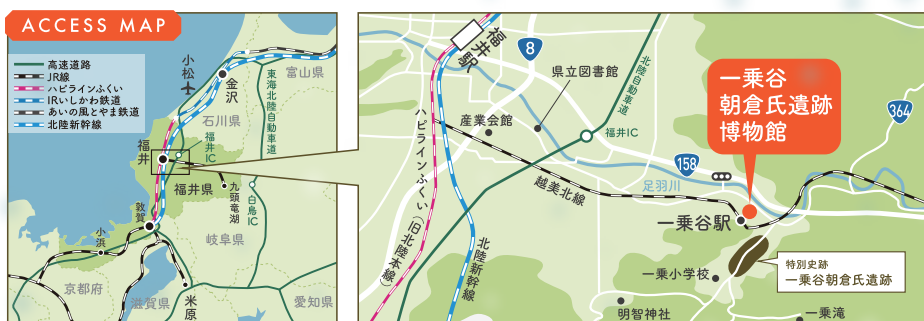 ACCESS MAP
高速道路
JR線
ハピラインふくい
IRいしかわ鉄道
あいの風とやま鉄道
北陸新幹線
小松
金沢
富山県
東海北陸自動車道
石川県
福井IC
福井
福井県
九頭竜湖
白鳥IC
敦賀
小浜
岐阜県
京都府
滋賀県
米原
愛知県
福井駅
8
県立図書館
北陸自動車道
産業会館
福井IC
ハピラインふくい(旧北陸本線)
越美北線
158
足羽川
364
一乗谷
朝倉氏遺跡
博物館
一乗谷駅
北陸新幹線
特別史跡
一乗谷朝倉氏遺跡
一乗小学校
明智神社
一乗滝